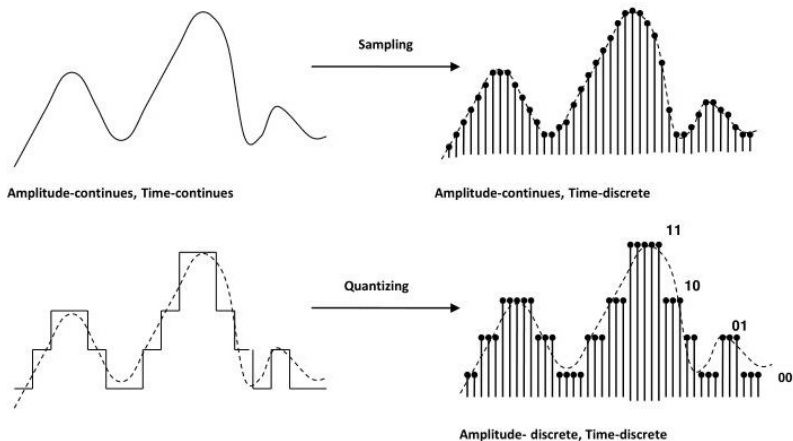 Sampling
Amplitude-continues, Time-continues
Amplitude-continues, Time-discrete
11
10
Quantizing
01
00
Amplitude- discrete, Time-discrete